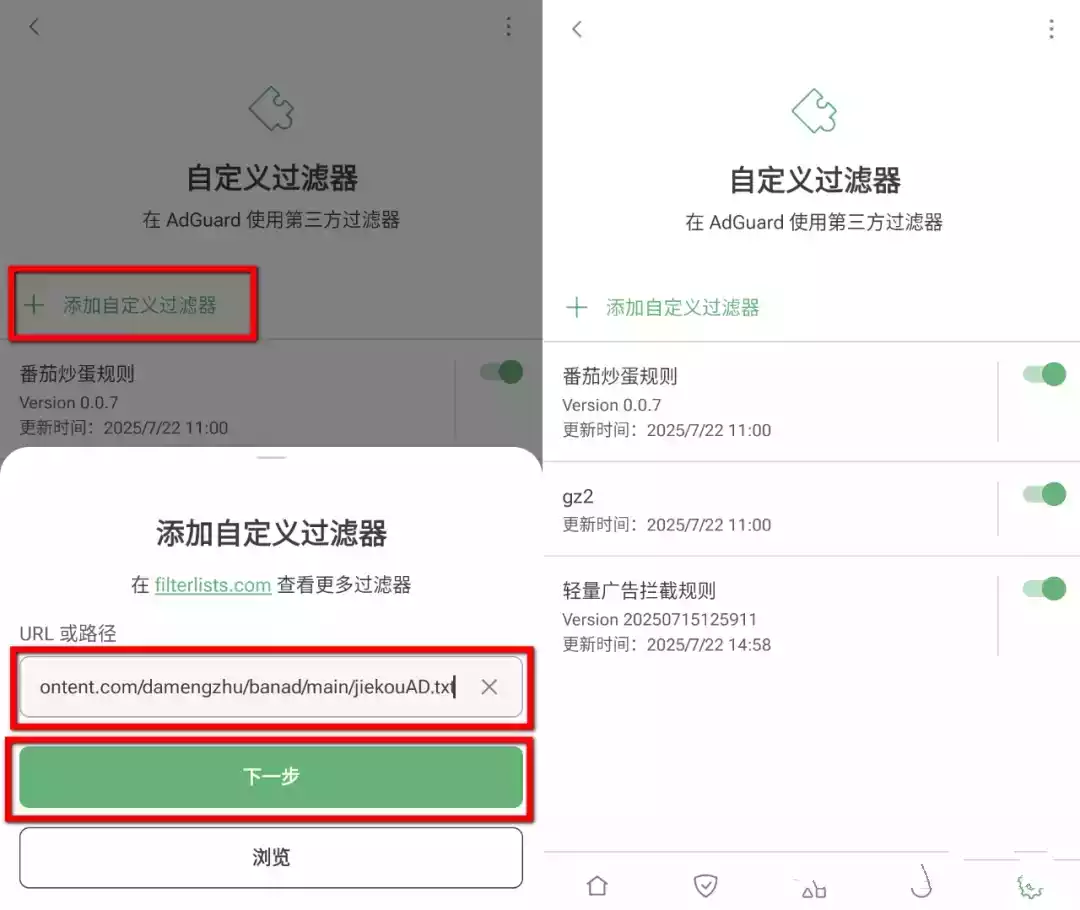 自定义过滤器
在 AdGuard 使用第三方过滤器
添加自定义过滤器
番茄炒蛋规则
Version 0.0.7
更新时间：2025/7/22 11:00
添加自定义过滤器
在 filterlists.com 查看更多过滤器
URL 或路径
ontent.com/damengzhu/banad/main/jiekouAD.txt
下一步
浏览
自定义过滤器
在 AdGuard 使用第三方过滤器
添加自定义过滤器
番茄炒蛋规则
Version 0.0.7
更新时间：2025/7/22 11:00
gz2
更新时间：2025/7/22 11:00
轻量广告拦截规则
Version 20250715125911
更新时间：2025/7/22 14:58